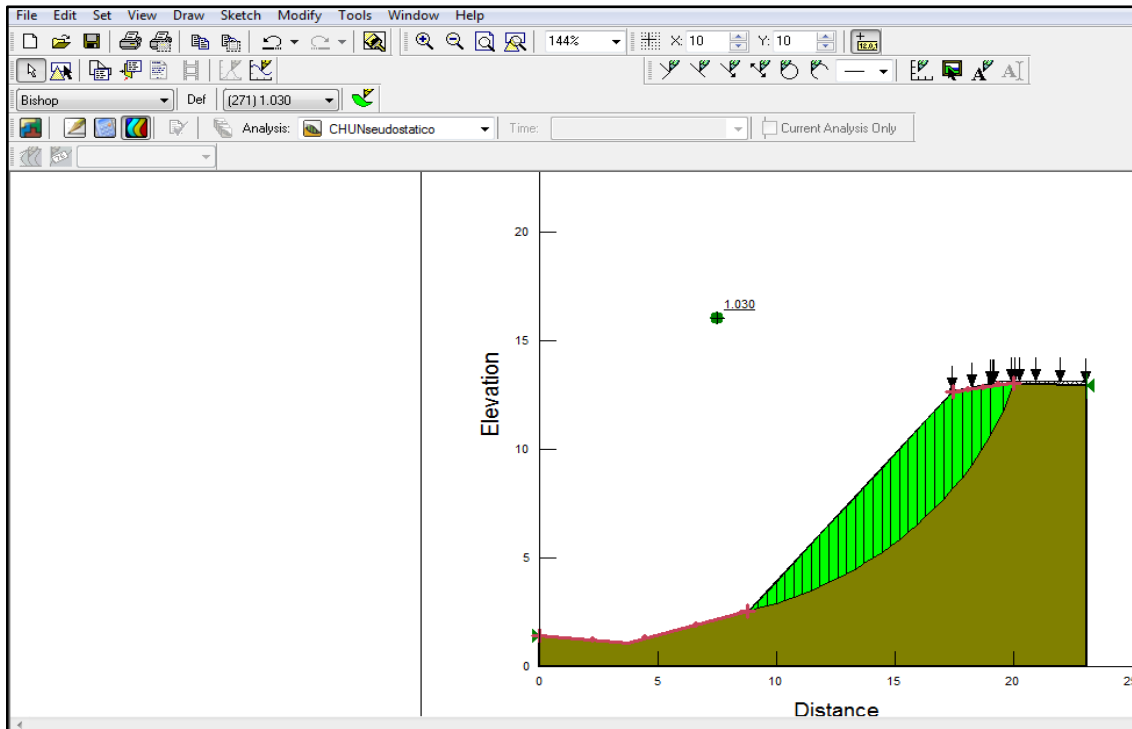 File Edit Set View Draw Sketch Modify Tools Window Help
144% X: 10 Y: 10
Bishop Def (271) 1.030
Analysis: CHUNseudostatico Time: Current Analysis Only
20
1.030
15
Elevation
10
5
0
0 5 10 15 20
Distance